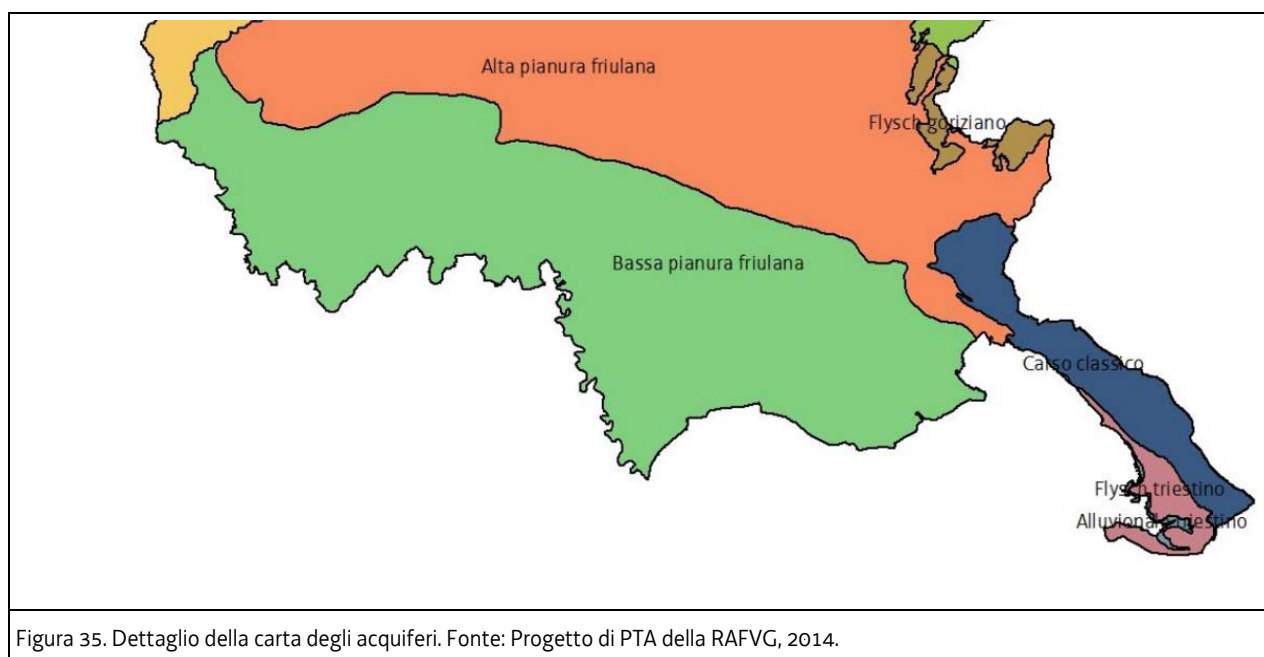 Alta pianura friulana
Flysch goriziano
Bassa pianura friulana
Carso classico
Flysch triestino
Alluvionale triestino
Figura 35. Dettaglio della carta degli acquiferi. Fonte: Progetto di PTA della RAFVG, 2014.